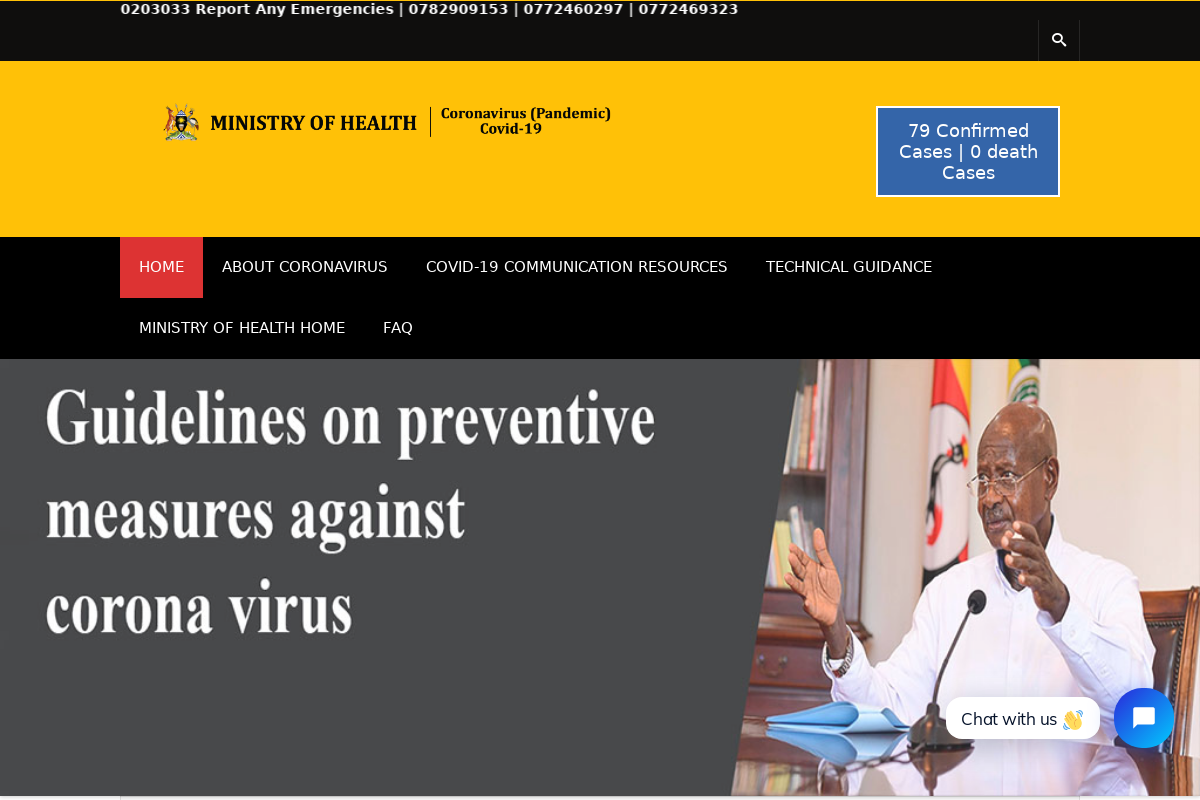 0203033 Report Any Emergencies | 0782909153 | 0772460297 | 0772469323
MINISTRY OF HEALTH
Coronavirus (Pandemic)
Covid-19
79 Confirmed
Cases | 0 death
Cases
HOME
ABOUT CORONAVIRUS
COVID-19 COMMUNICATION RESOURCES
TECHNICAL GUIDANCE
MINISTRY OF HEALTH HOME
FAQ
Guidelines on preventive
measures against
corona virus
Chat with us 👋